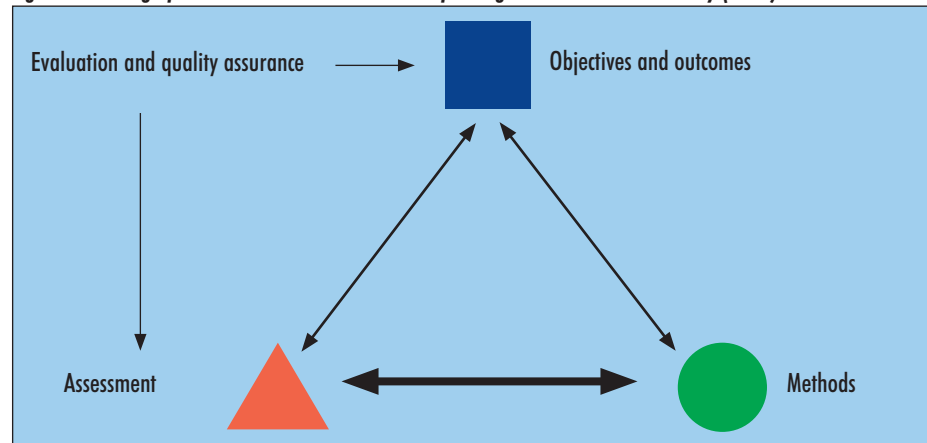 Evaluation and quality assurance
Objectives and outcomes
Assessment
Methods